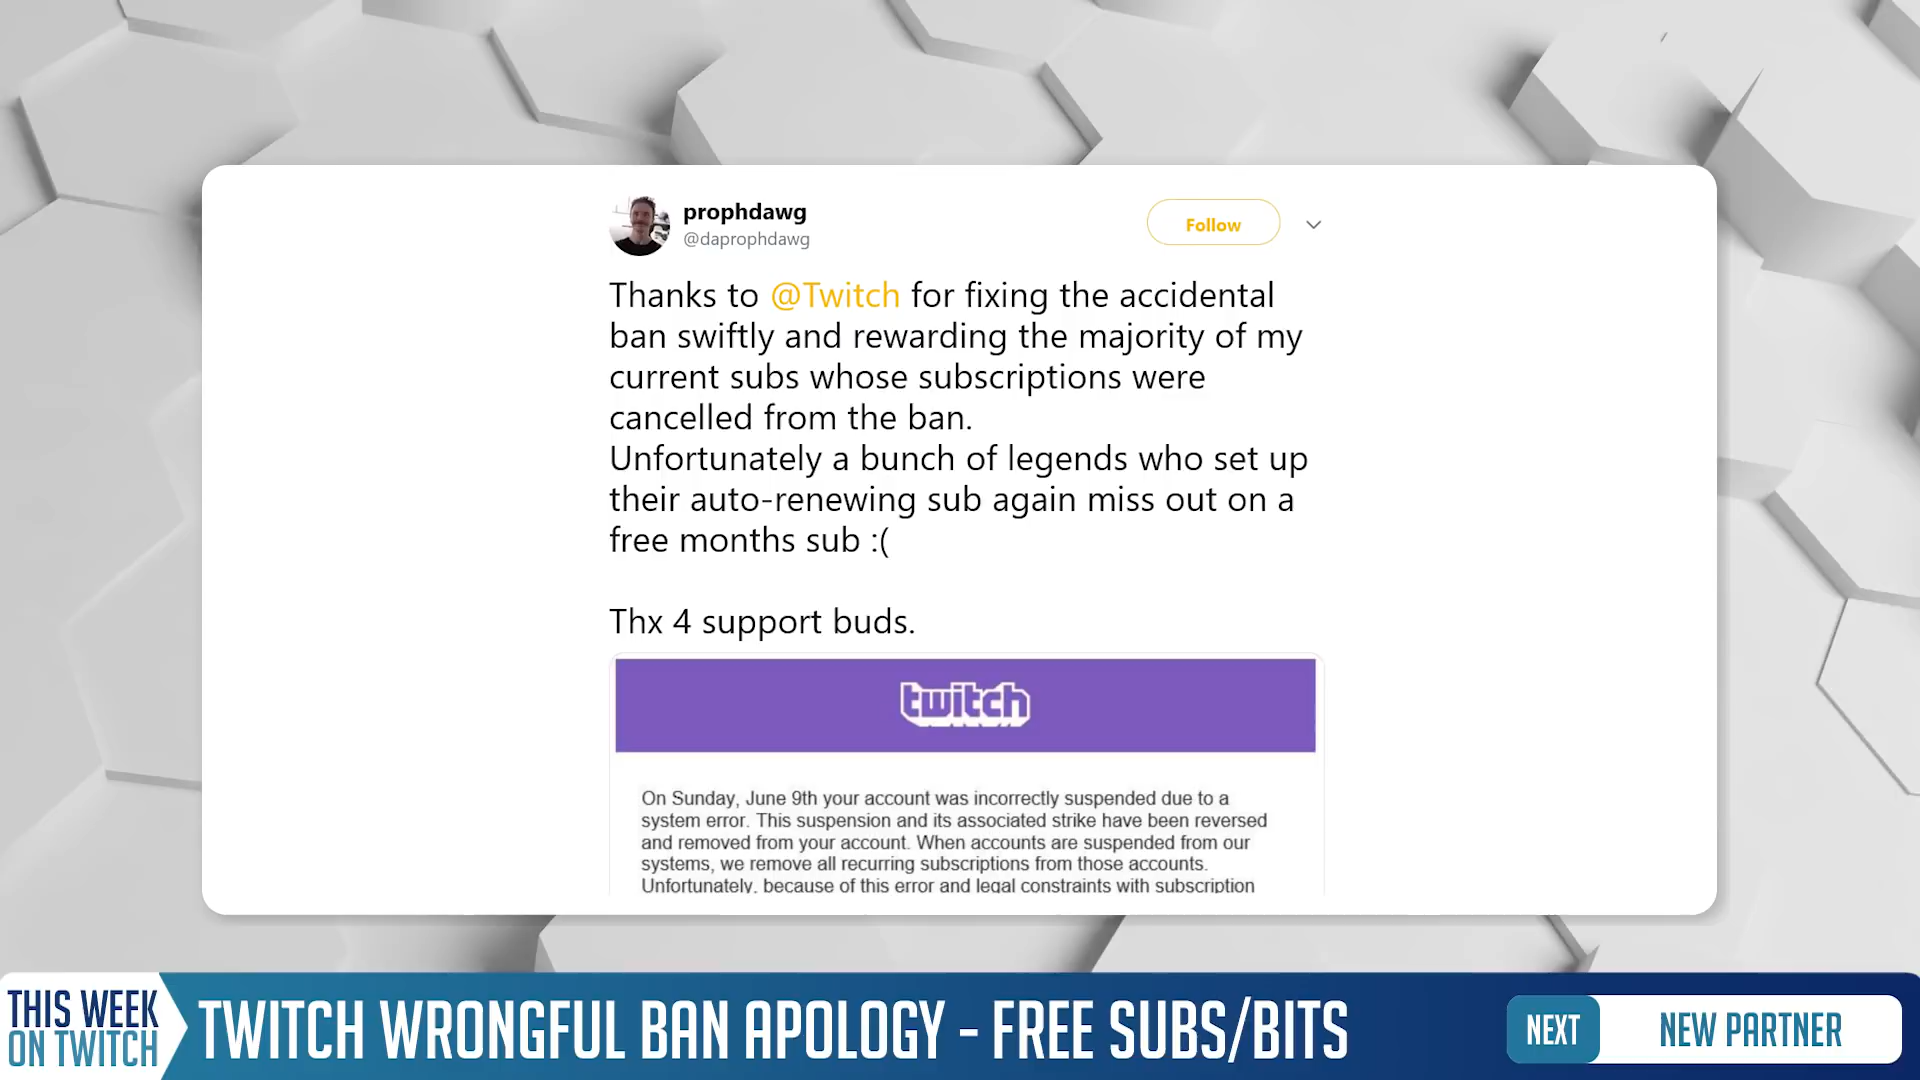 prophdawg
@daprophdawg
Follow
Thanks to @Twitch for fixing the accidental
ban swiftly and rewarding the majority of my
current subs whose subscriptions were
cancelled from the ban.
Unfortunately a bunch of legends who set up
their auto-renewing sub again miss out on a
free months sub :(
Thx 4 support buds.
twitch
On Sunday, June 9th your account was incorrectly suspended due to a
system error. This suspension and its associated strike have been reversed
and removed from your account. When accounts are suspended from our
systems, we remove all recurring subscriptions from those accounts.
Unfortunately, because of this error and legal constraints with subscription
THIS WEEK
ON TWITCH
TWITCH WRONGFUL BAN APOLOGY - FREE SUBS/BITS
NEXT
NEW PARTNER